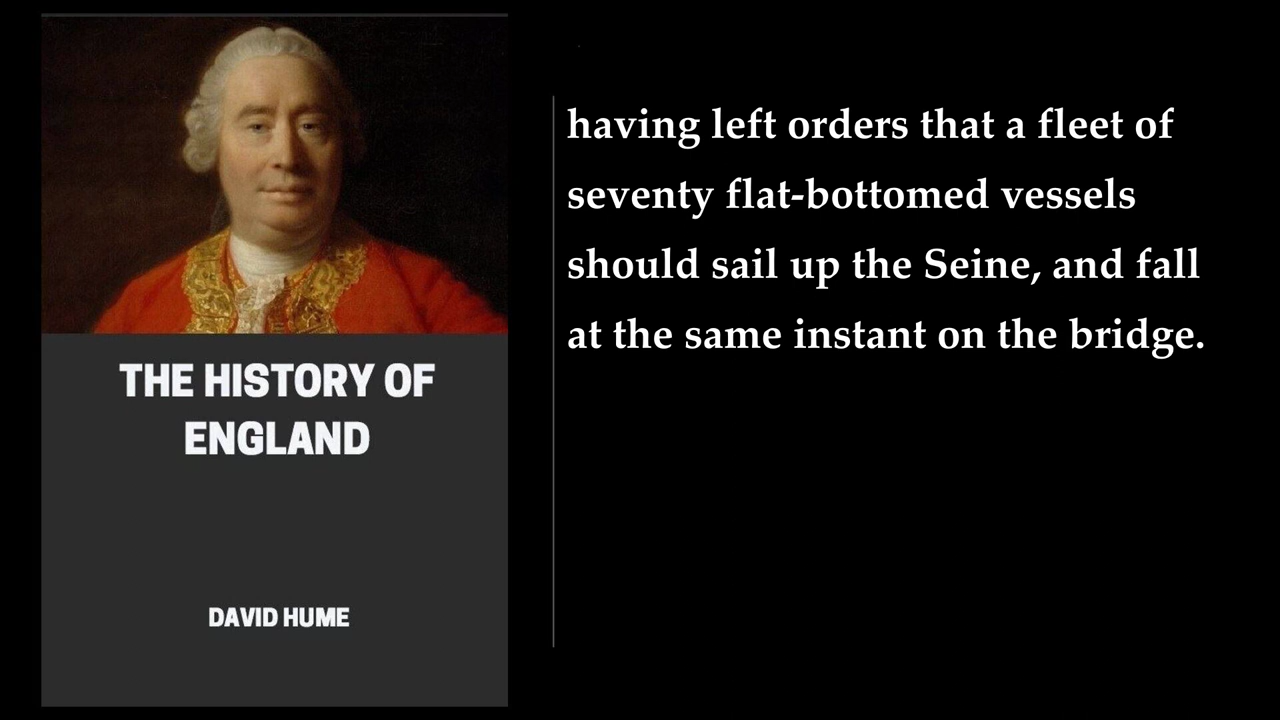 THE HISTORY OF
ENGLAND
DAVID HUME
having left orders that a fleet of
seventy flat-bottomed vessels
should sail up the Seine, and fall
at the same instant on the bridge.